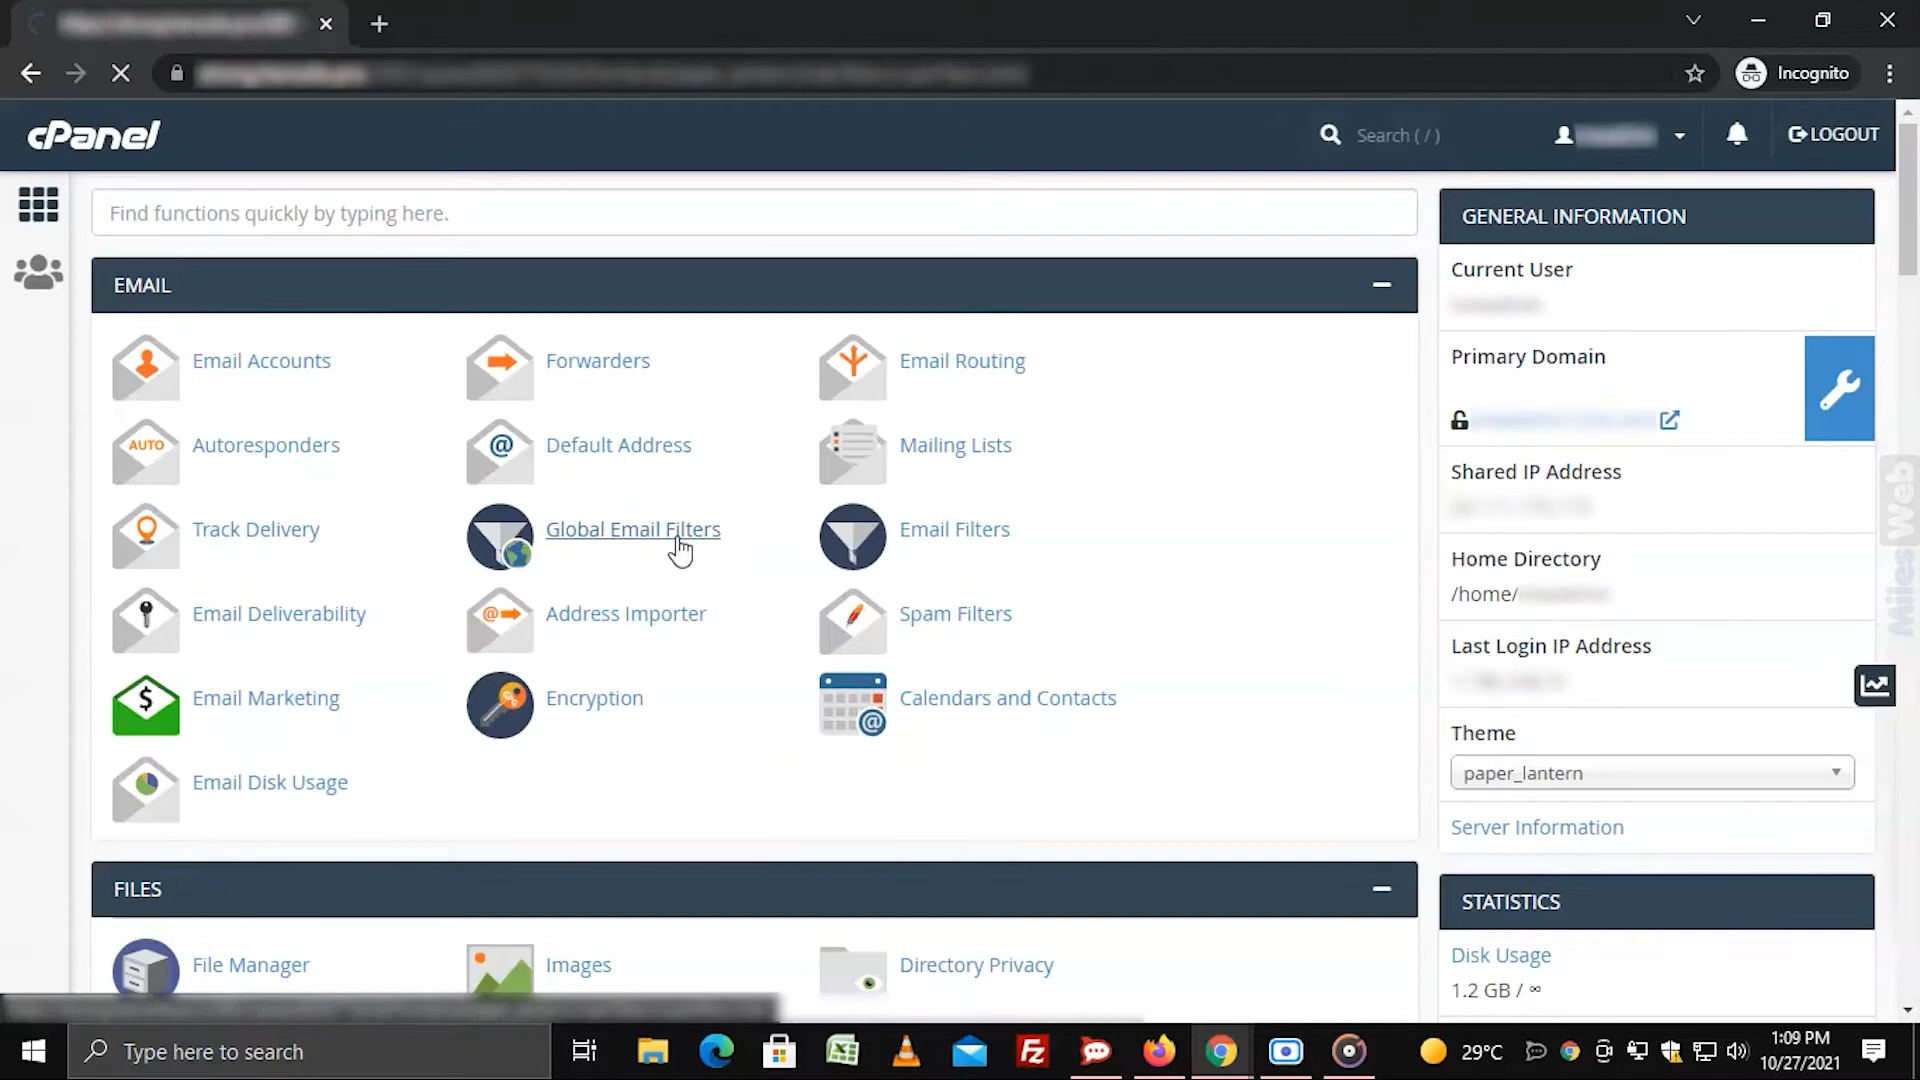 Incognito
cPanel
Search ( / )
LOGOUT
Find functions quickly by typing here.
GENERAL INFORMATION
Current User
EMAIL
Email Accounts
Forwarders
Email Routing
Primary Domain
AUTO
Autoresponders
@
Default Address
Mailing Lists
Shared IP Address
Track Delivery
Global Email Filters
Email Filters
Home Directory
/home/
Email Deliverability
@
Address Importer
Spam Filters
Last Login IP Address
$
Email Marketing
Encryption
@
Calendars and Contacts
Theme
paper_lantern
Email Disk Usage
Server Information
FILES
STATISTICS
File Manager
Images
Directory Privacy
Disk Usage
1.2 GB / ∞
MilesWeb
Type here to search
Fz
29°C
1:09 PM
10/27/2021